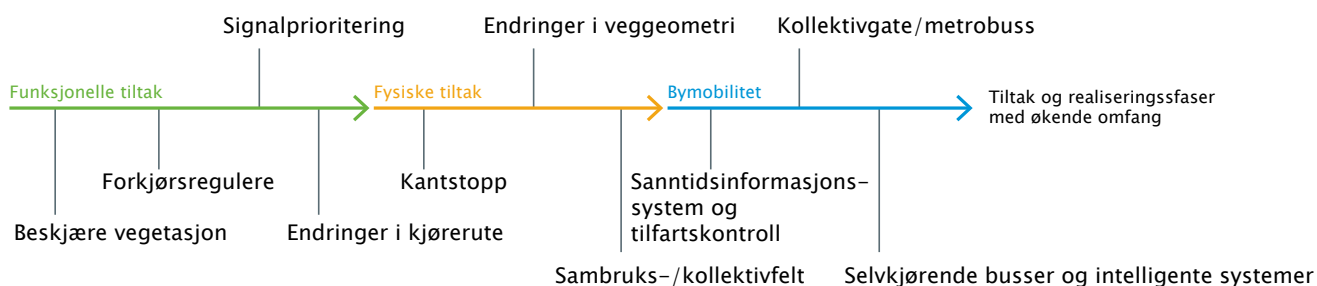 Signalprioritering
Endringer i veggeometri
Kollektivgate/metrobuss
Funksjonelle tiltak
Fysiske tiltak
Bymobilitet
Tiltak og realiseringssfaser
med økende omfang
Forkjørsregulere
Kantstopp
Sanntidsinformasjons-
system og
tilfartskontroll
Beskjære vegetasjon
Endringer i kjørerute
Sambruks-/kollektivfelt
Selvkjørende busser og intelligente systemer